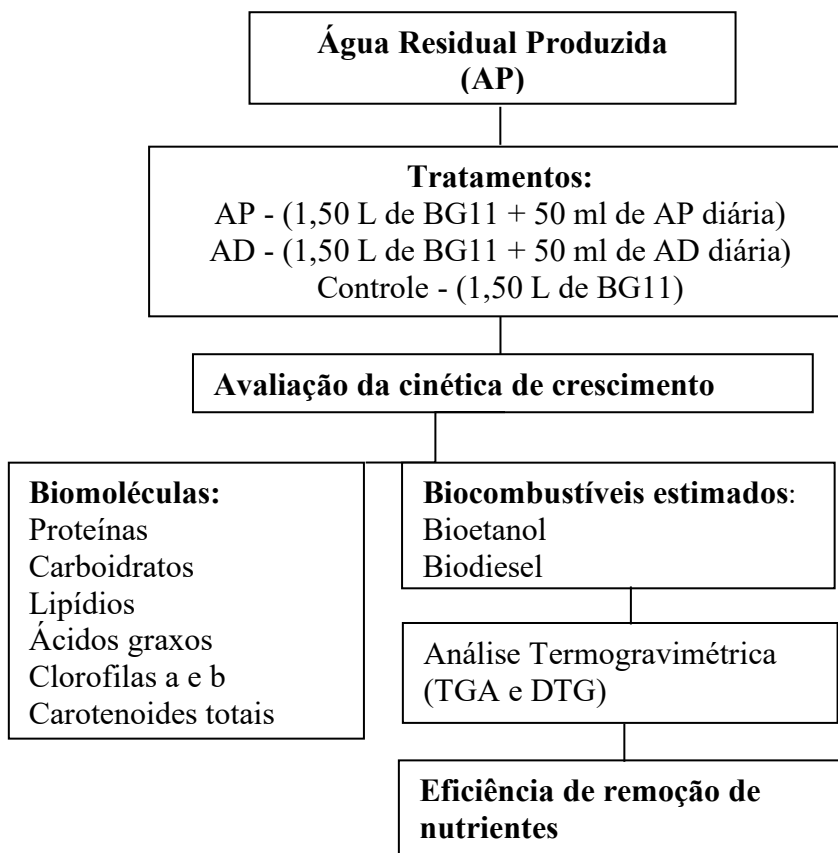 Água Residual Produzida
(AP)
Tratamentos:
AP - (1,50 L de BG11 + 50 ml de AP diária)
AD - (1,50 L de BG11 + 50 ml de AD diária)
Controle - (1,50 L de BG11)
Avaliação da cinética de crescimento
Biomoléculas:
Proteínas
Carboidratos
Lipídios
Ácidos graxos
Clorofilas a e b
Carotenoides totais
Biocombustíveis estimados:
Bioetanol
Biodiesel
Análise Termogravimétrica
(TGA e DTG)
Eficiência de remoção de
nutrientes